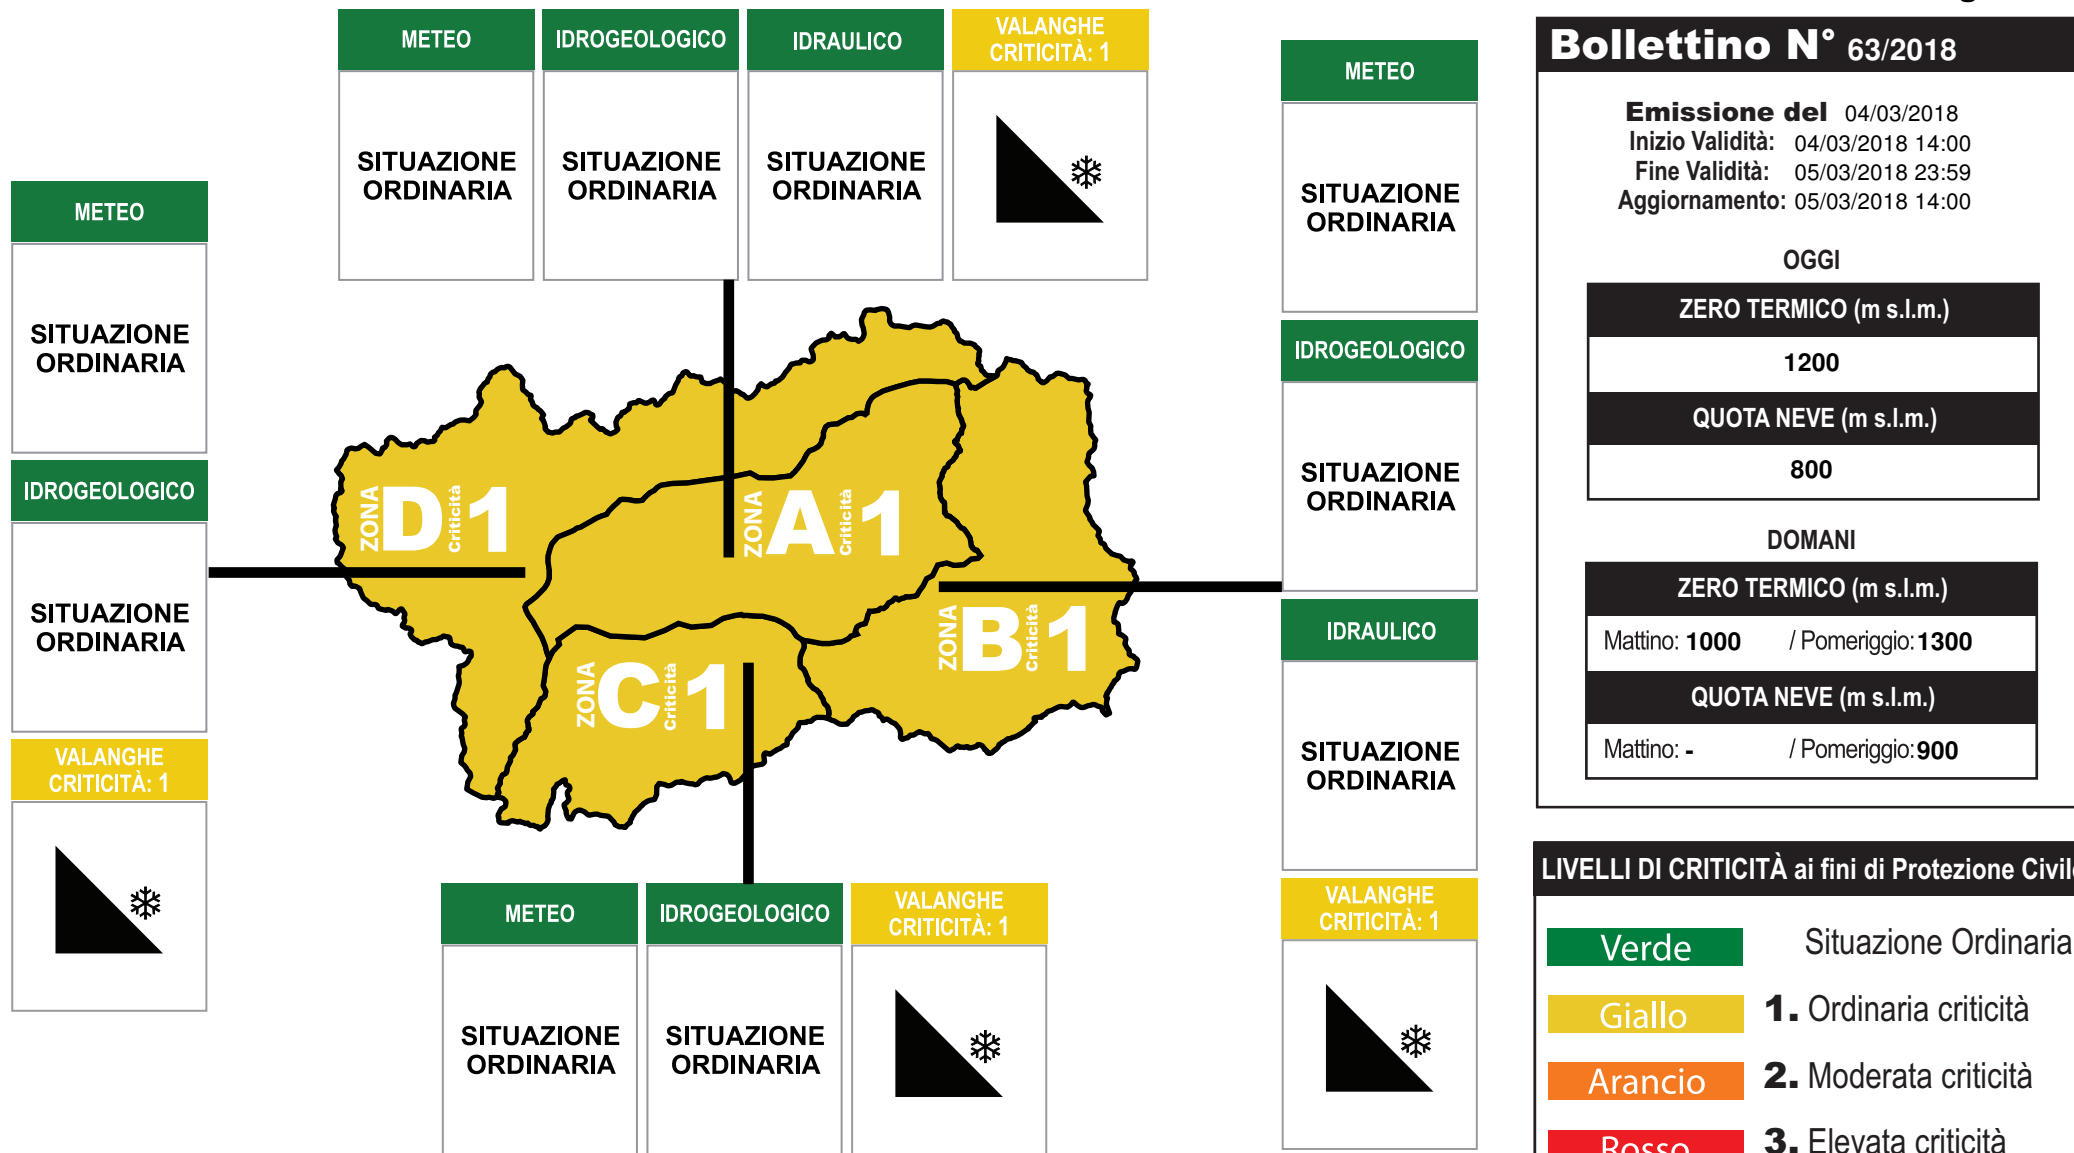 METEO
SITUAZIONE
ORDINARIA
IDROGEOLOGICO
SITUAZIONE
ORDINARIA
VALANGHE
CRITICITÀ: 1
METEO
SITUAZIONE
ORDINARIA
IDROGEOLOGICO
SITUAZIONE
ORDINARIA
IDRAULICO
SITUAZIONE
ORDINARIA
VALANGHE
CRITICITÀ: 1
ZONA D Criticità 1
ZONA A Criticità 1
ZONA B Criticità 1
ZONA C Criticità 1
METEO
SITUAZIONE
ORDINARIA
IDROGEOLOGICO
SITUAZIONE
ORDINARIA
VALANGHE
CRITICITÀ: 1
METEO
SITUAZIONE
ORDINARIA
IDROGEOLOGICO
SITUAZIONE
ORDINARIA
IDRAULICO
SITUAZIONE
ORDINARIA
VALANGHE
CRITICITÀ: 1
Bollettino N° 63/2018
Emissione del 04/03/2018
Inizio Validità: 04/03/2018 14:00
Fine Validità: 05/03/2018 23:59
Aggiornamento: 05/03/2018 14:00
OGGI
ZERO TERMICO (m s.l.m.)
1200
QUOTA NEVE (m s.l.m.)
800
DOMANI
ZERO TERMICO (m s.l.m.)
Mattino: 1000 / Pomeriggio: 1300
QUOTA NEVE (m s.l.m.)
Mattino: - / Pomeriggio: 900
LIVELLI DI CRITICITÀ ai fini di Protezione Civile
Verde Situazione Ordinaria
Giallo 1. Ordinaria criticità
Arancio 2. Moderata criticità
Rosso 3. Elevata criticità